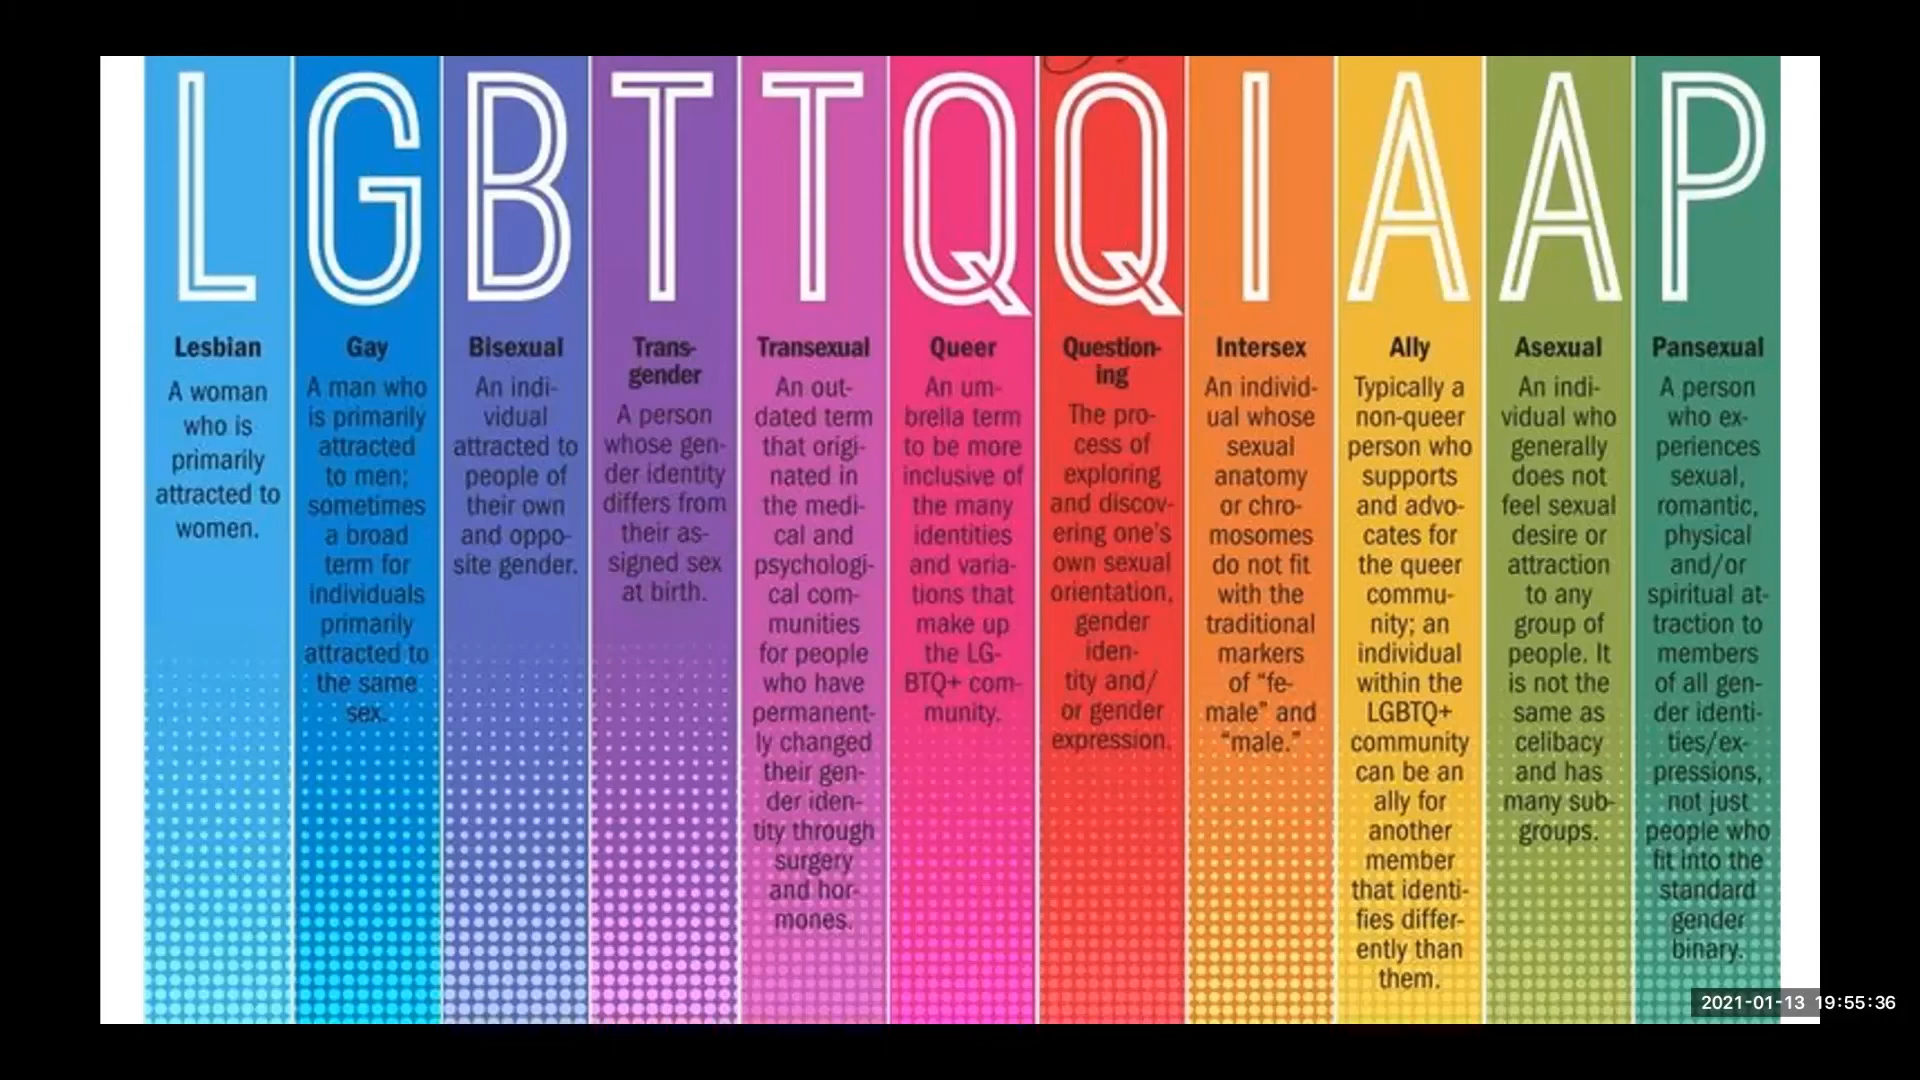 L
Lesbian
A woman
who is
primarily
attracted to
women.
G
Gay
A man who
is primarily
attracted
to men;
sometimes
a broad
term for
individuals
primarily
attracted to
the same
sex.
B
Bisexual
An indi-
vidual
attracted to
people of
their own
and oppo-
site gender.
T
Trans-
gender
A person
whose gen-
der identity
differs from
their as-
signed sex
at birth.
T
Transexual
An out-
dated term
that origi-
nated in
the medi-
cal and
psychologi-
cal com-
munities
for people
who have
permanent-
ly changed
their gen-
der iden-
tity through
surgery
and hor-
mones.
Q
Queer
An um-
brella term
to be more
inclusive of
the many
identities
and varia-
tions that
make up
the LG-
BTQ+ com-
munity.
Q
Question-
ing
The pro-
cess of
exploring
and discov-
ering one's
own sexual
orientation,
gender
iden-
tity and/
or gender
expression.
I
Intersex
An individ-
ual whose
sexual
anatomy
or chro-
mosomes
do not fit
with the
traditional
markers
of “fe-
male” and
“male.”
A
Ally
Typically a
non-queer
person who
supports
and advo-
cates for
the queer
commu-
nity; an
individual
within the
LGBTQ+
community
can be an
ally for
another
member
that identi-
fies differ-
ently than
them.
A
Asexual
An indi-
vidual who
generally
does not
feel sexual
desire or
attraction
to any
group of
people. It
is not the
same as
celibacy
and has
many sub-
groups.
P
Pansexual
A person
who ex-
periences
sexual,
romantic,
physical
and/or
spiritual at-
traction to
members
of all gen-
der identi-
ties/ex-
pressions,
not just
people who
fit into the
standard
gender
binary.
2021-01-13 19:55:36